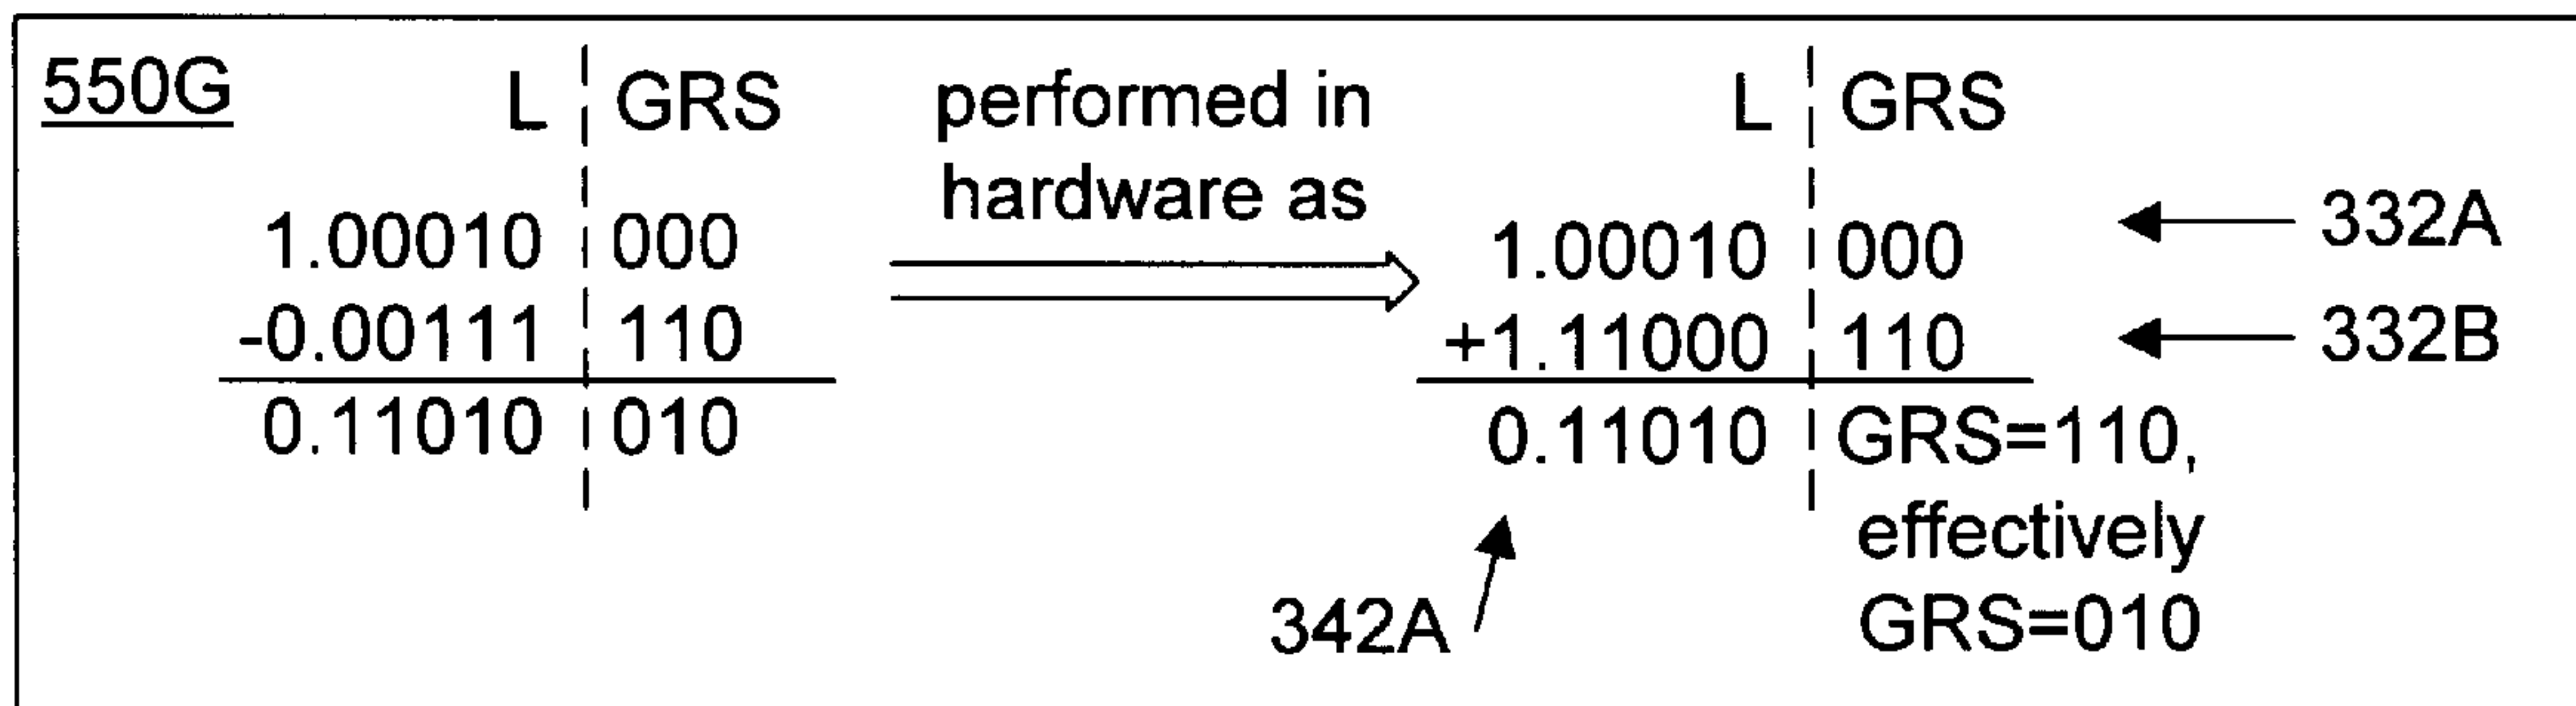 550G
L GRS
1.00010 000
-0.00111 110
0.11010 010
performed in
hardware as
L GRS
1.00010 000
+1.11000 110
0.11010 GRS=110,
effectively
GRS=010
332A
332B
342A